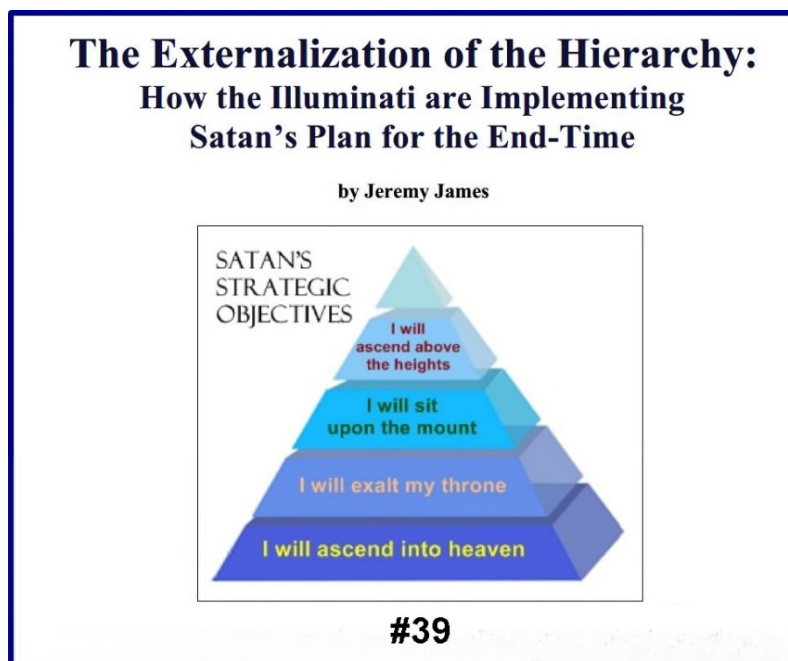 The Externalization of the Hierarchy:
How the Illuminati are Implementing
Satan's Plan for the End-Time
by Jeremy James
SATAN'S
STRATEGIC
OBJECTIVES
I will
ascend above
the heights
I will sit
upon the mount
I will exalt my throne
I will ascend into heaven
#39